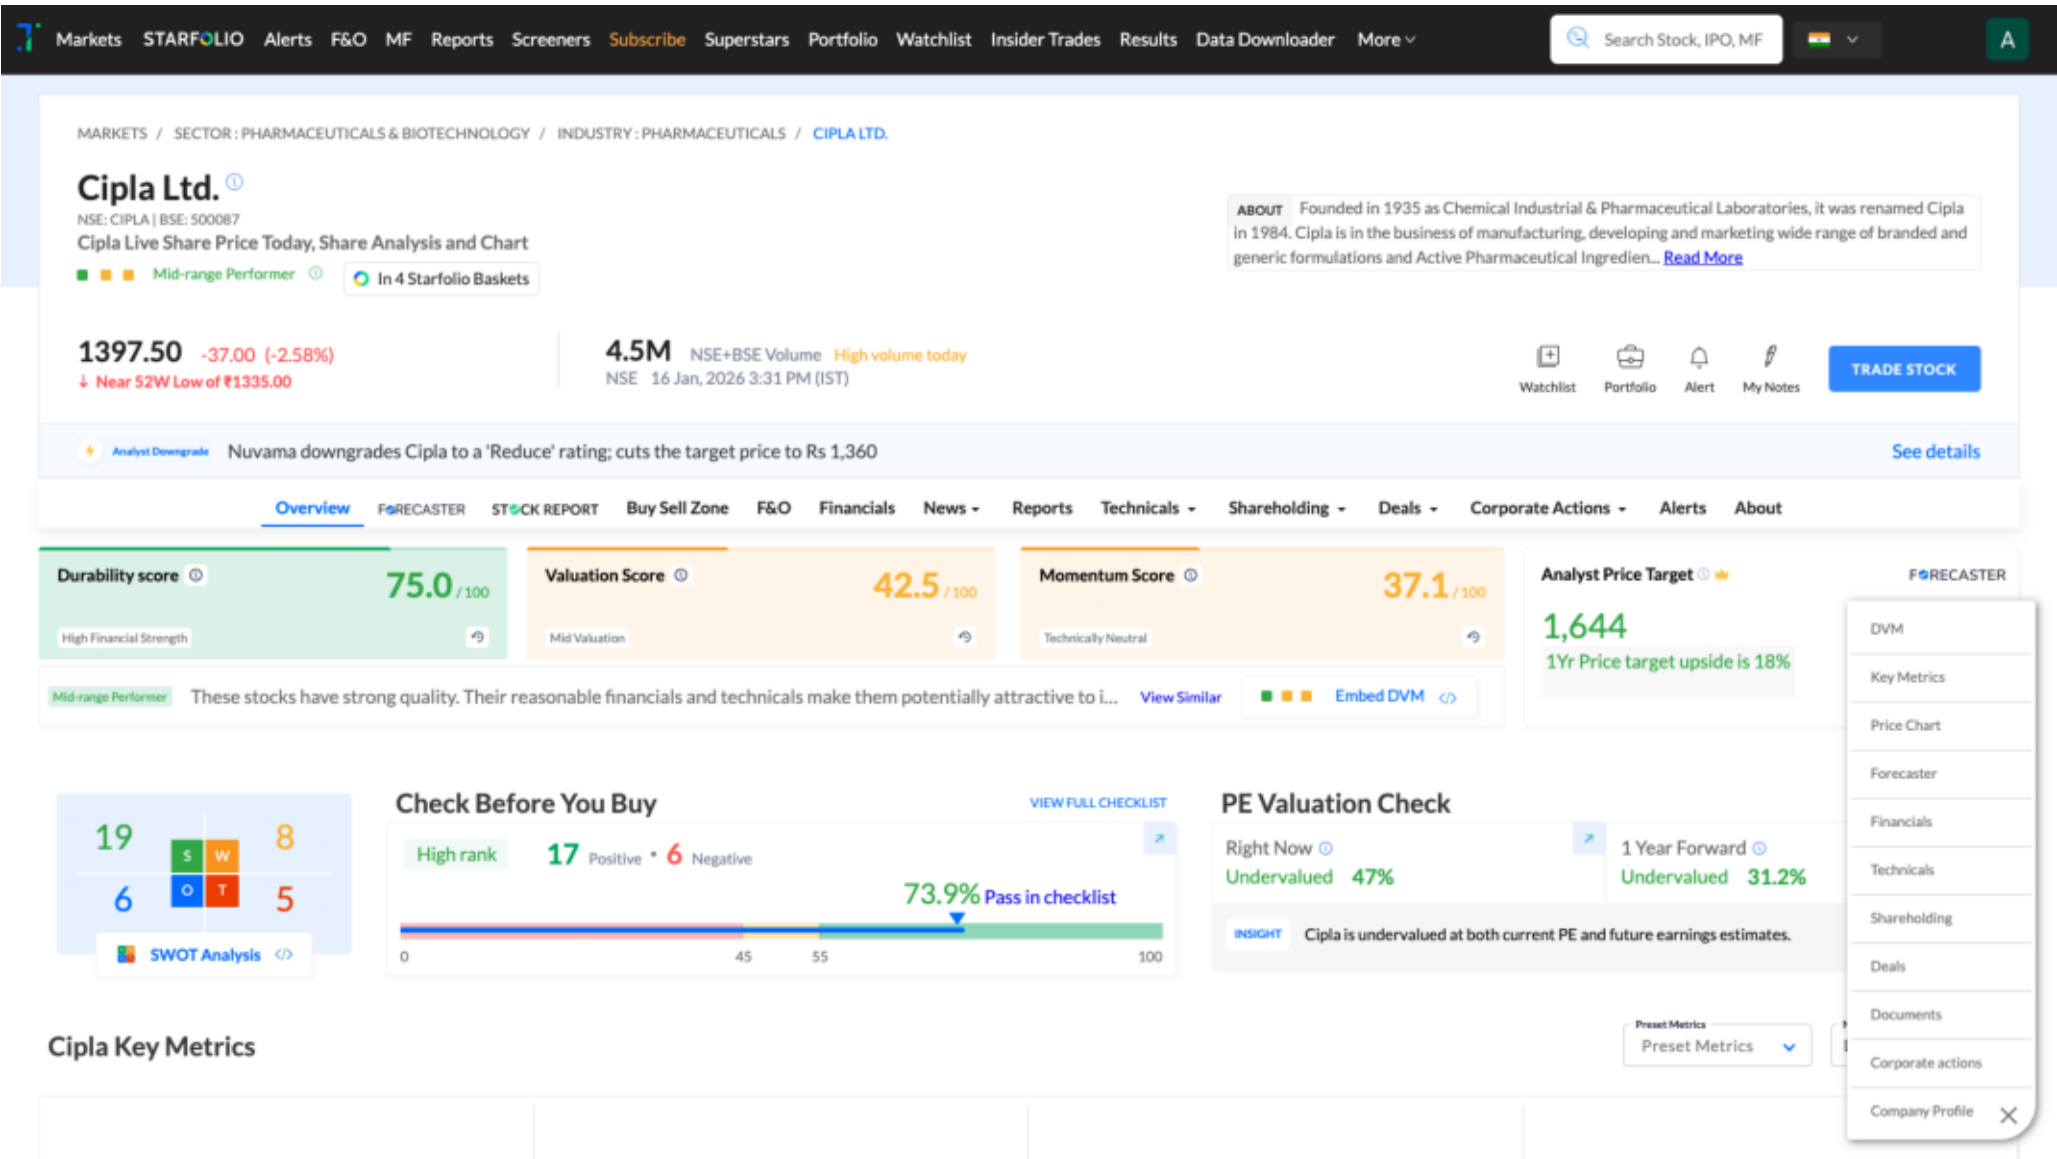 Markets STARFOLIO Alerts F&O MF Reports Screeners Subscribe Superstars Portfolio Watchlist Insider Trades Results Data Downloader More
Search Stock, IPO, MF
A
MARKETS / SECTOR : PHARMACEUTICALS & BIOTECHNOLOGY / INDUSTRY : PHARMACEUTICALS / CIPLA LTD.
Cipla Ltd.
NSE: CIPLA | BSE: 500087
Cipla Live Share Price Today, Share Analysis and Chart
Mid-range Performer
In 4 Starfolio Baskets
ABOUT Founded in 1935 as Chemical Industrial & Pharmaceutical Laboratories, it was renamed Cipla
in 1984. Cipla is in the business of manufacturing, developing and marketing wide range of branded and
generic formulations and Active Pharmaceutical Ingredien... Read More
1397.50 -37.00 (-2.58%)
↓ Near 52W Low of ₹1335.00
4.5M NSE+BSE Volume High volume today
NSE 16 Jan, 2026 3:31 PM (IST)
Watchlist Portfolio Alert My Notes
TRADE STOCK
Analyst Downgrade Nuvama downgrades Cipla to a 'Reduce' rating; cuts the target price to Rs 1,360 See details
Overview FORECASTER STOCK REPORT Buy Sell Zone F&O Financials News Reports Technicals Shareholding Deals Corporate Actions Alerts About
Durability score 75.0 / 100
High Financial Strength
Valuation Score 42.5 / 100
Mid Valuation
Momentum Score 37.1 / 100
Technically Neutral
Analyst Price Target FORECASTER
1,644
1Yr Price target upside is 18%
Mid-range Performer These stocks have strong quality. Their reasonable financials and technicals make them potentially attractive to i... View Similar Embed DVM </>
19 8
S W
O T
6 5
SWOT Analysis </>
Check Before You Buy VIEW FULL CHECKLIST
High rank 17 Positive • 6 Negative
73.9% Pass in checklist
0 45 55 100
PE Valuation Check
Right Now
Undervalued 47%
1 Year Forward
Undervalued 31.2%
INSIGHT Cipla is undervalued at both current PE and future earnings estimates.
Cipla Key Metrics
Preset Metrics
Preset Metrics
DVM
Key Metrics
Price Chart
Forecaster
Financials
Technicals
Shareholding
Deals
Documents
Corporate actions
Company Profile